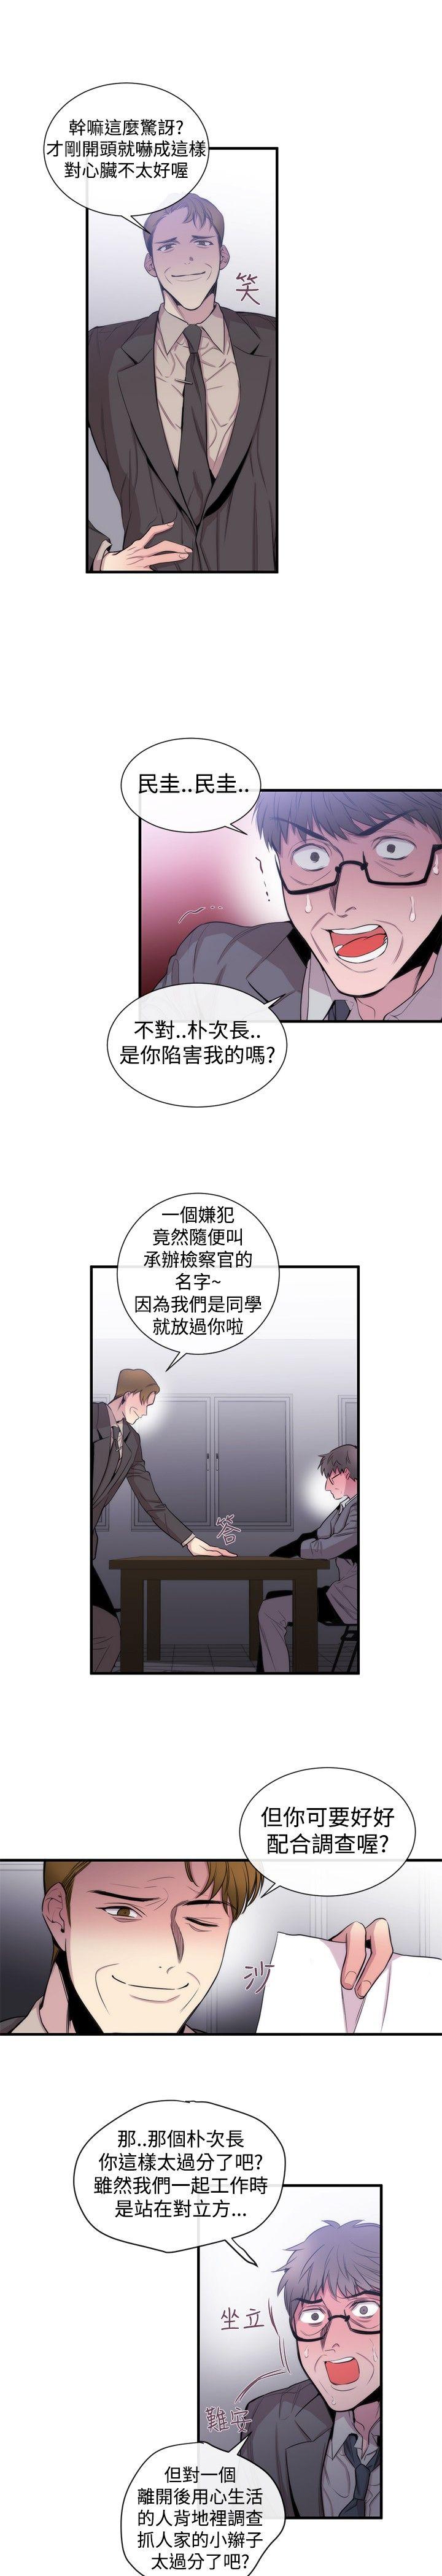 幹嘛這麼驚訝?
才剛開頭就嚇成這樣
對心臟不太好喔
笑
民圭..民圭..
不對..朴次長..
是你陷害我的嗎?
一個嫌犯
竟然隨便叫
承辦檢察官的
名字~
因為我們是同學
就放過你啦
答
但你可要好好
配合調查喔?
沙
那..那個朴次長
你這樣太過分了吧?
雖然我們一起工作時
是站在對立方...
坐立
難安
但對一個
離開後用心生活
的人背地裡調查
抓人家的小辮子
太過分了吧?